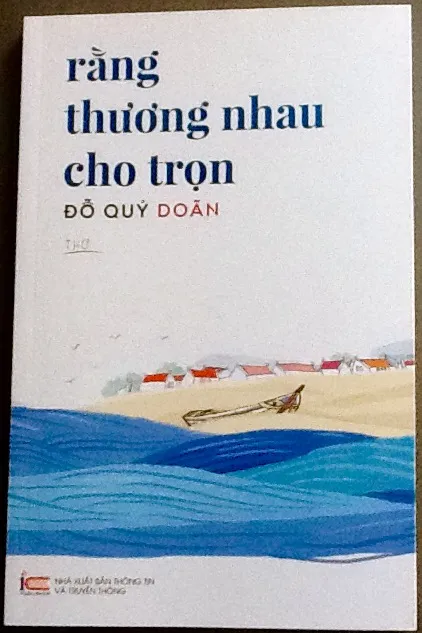 rằng
thương nhau
cho trọn
ĐỖ QUÝ DOÃN
THƠ
NHÀ XUẤT BẢN THÔNG TIN
VÀ TRUYỀN THÔNG